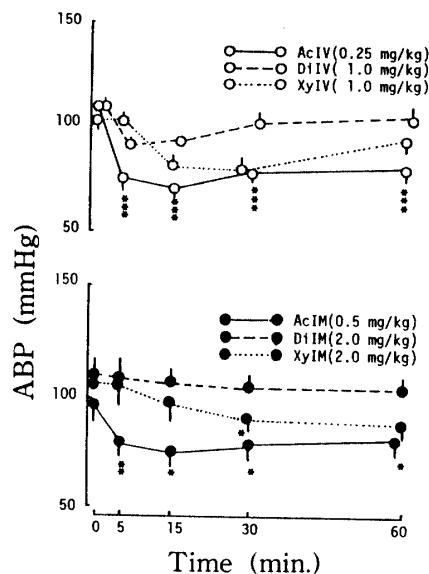 150
AcIV(0.25 mg/kg)
DiIV( 1.0 mg/kg)
XyIV( 1.0 mg/kg)
100
50
***
***
***
***
150
AcIM(0.5 mg/kg)
DiIM(2.0 mg/kg)
XyIM(2.0 mg/kg)
100
*
**
*
*
*
50
ABP (mmHg)
0 5 15 30 60
Time (min.)